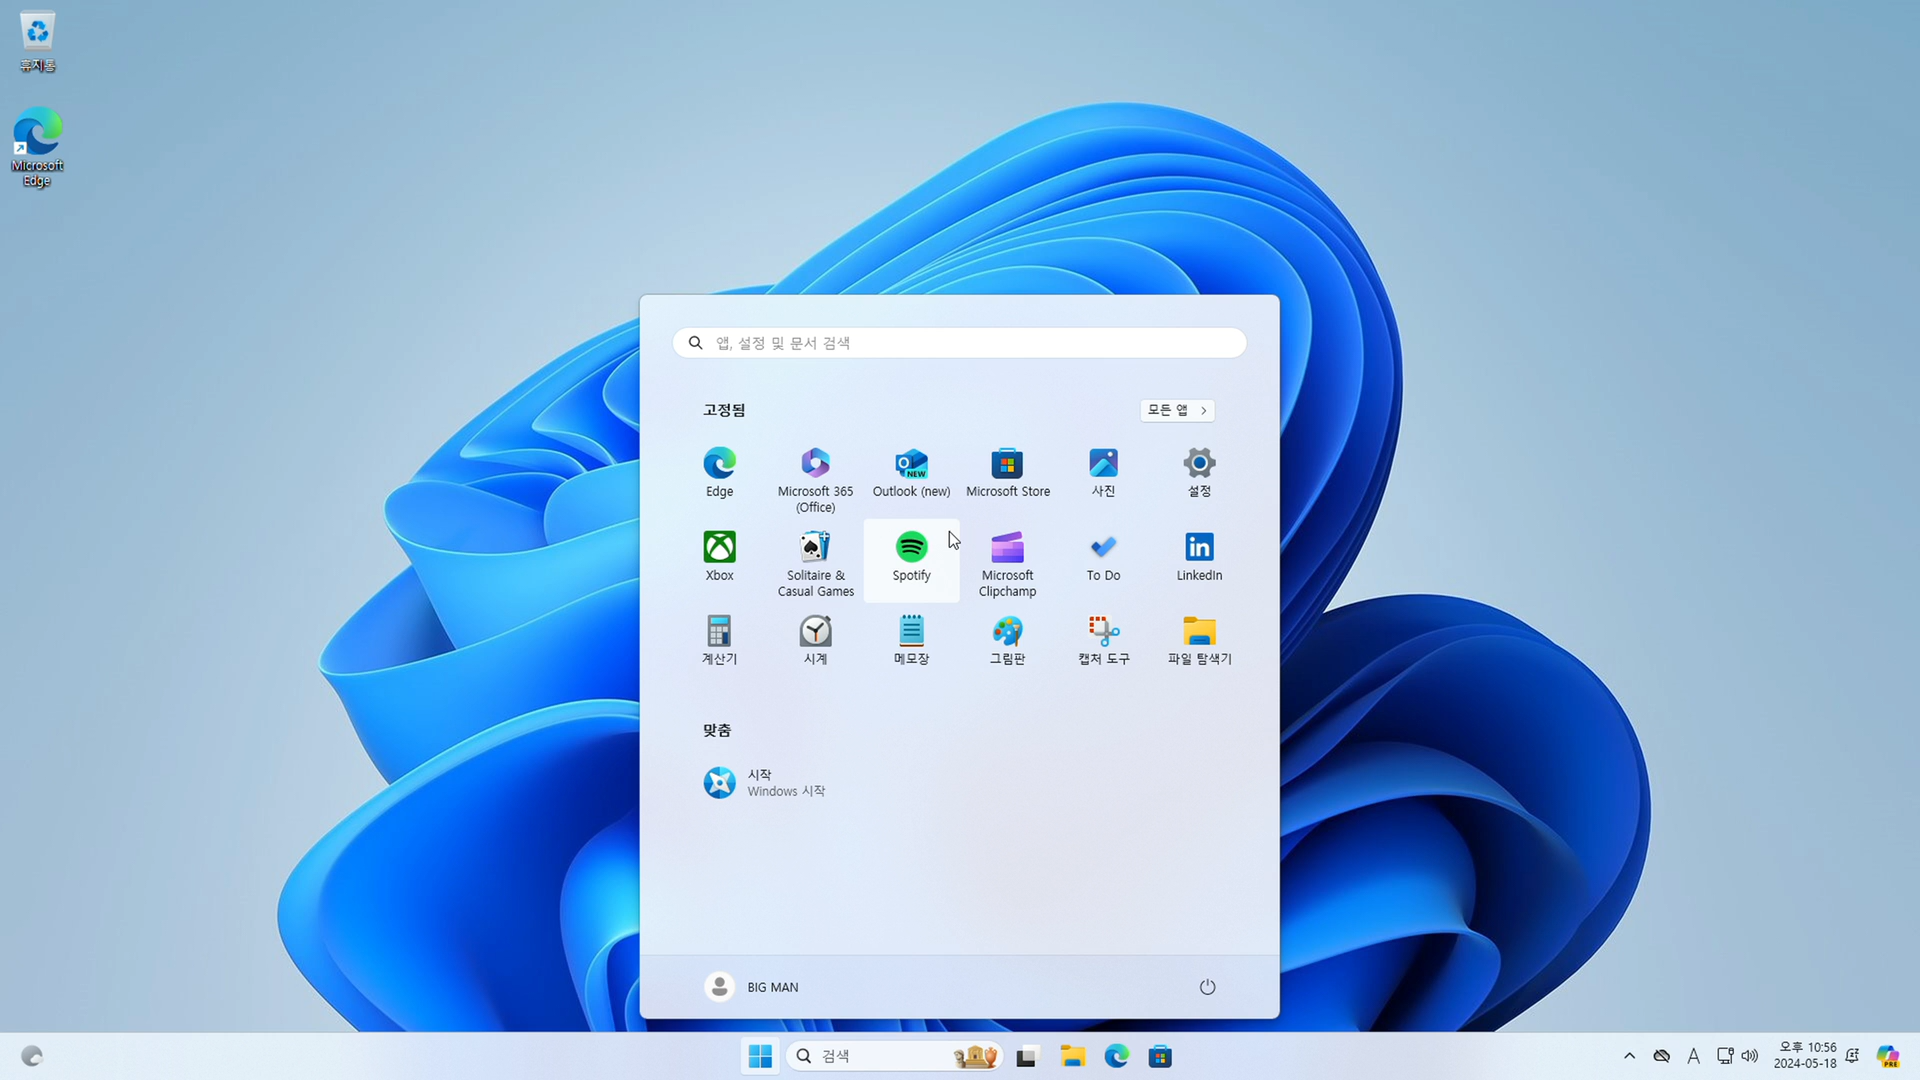 휴지통
Microsoft
Edge
앱, 설정 및 문서 검색
고정됨
모든 앱
Edge
Microsoft 365
(Office)
Outlook (new)
NEW
Microsoft Store
사진
설정
Xbox
Solitaire &
Casual Games
Spotify
Microsoft
Clipchamp
To Do
LinkedIn
계산기
시계
메모장
그림판
캡처 도구
파일 탐색기
맞춤
시작
Windows 시작
BIG MAN
검색
A
오후 10:56
2024-05-18
PRE